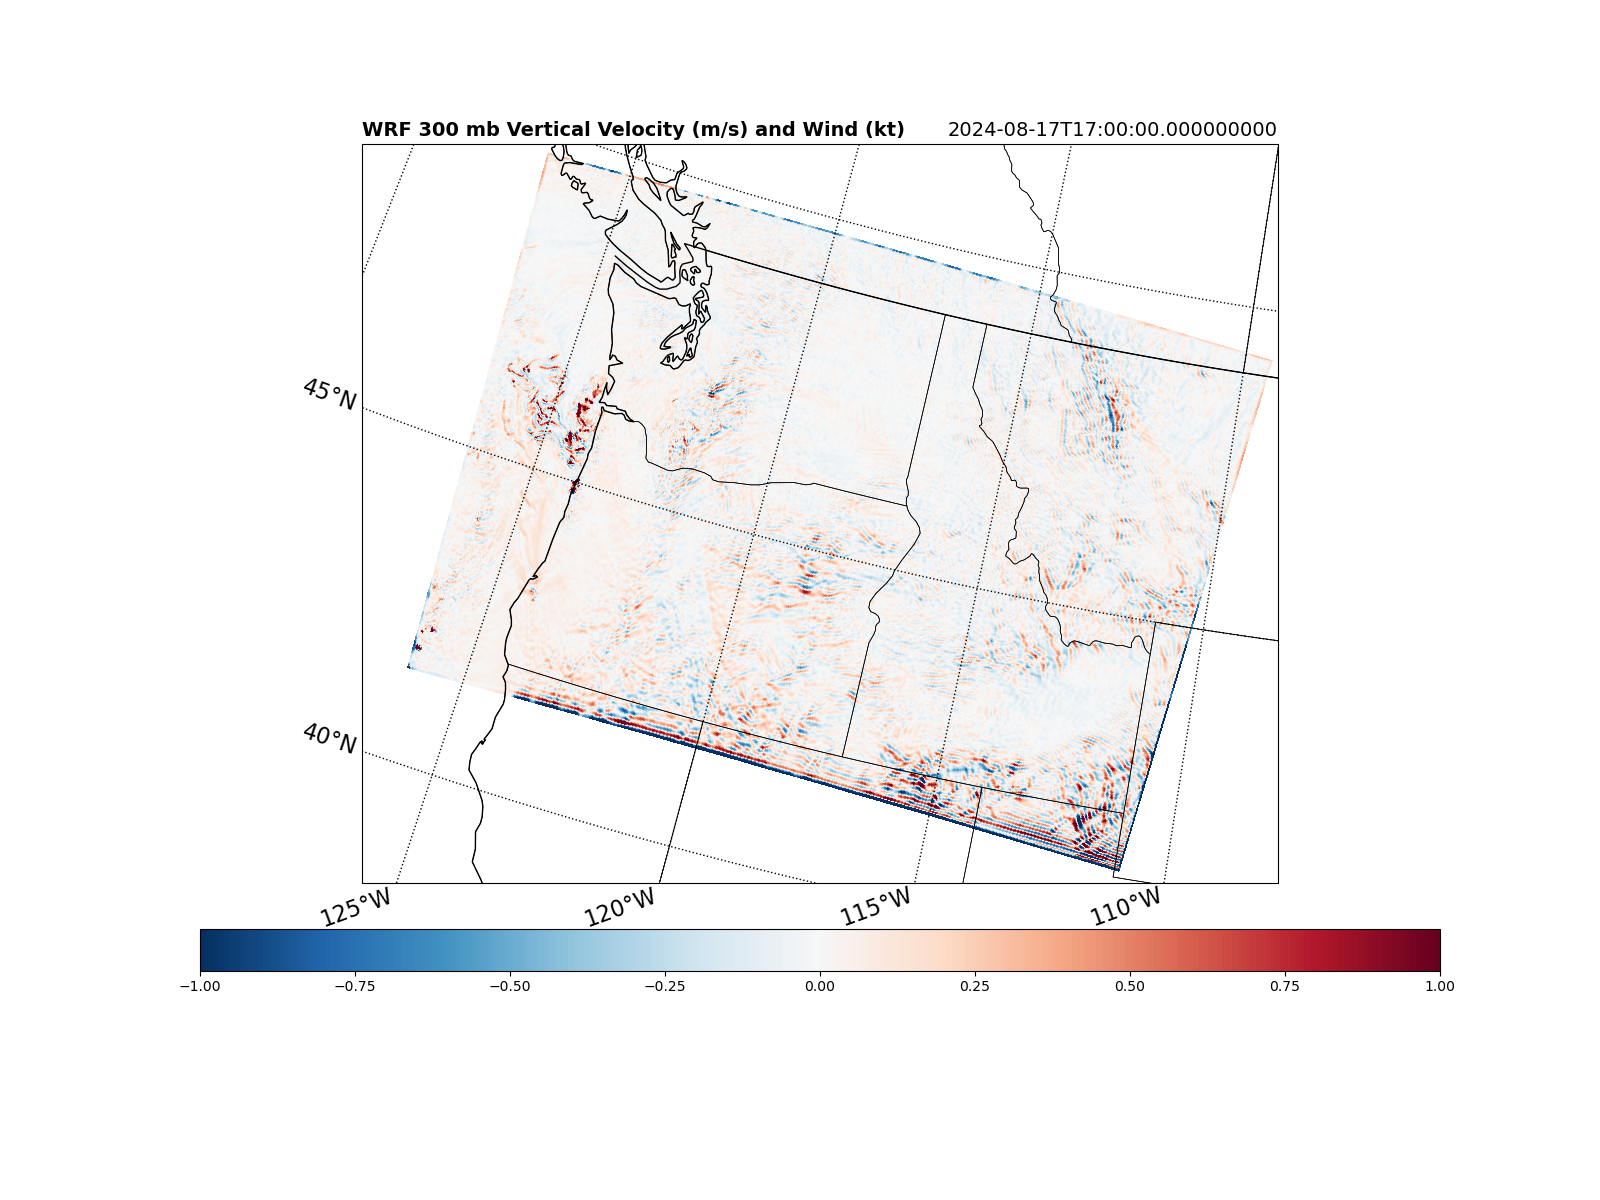 WRF 300 mb Vertical Velocity (m/s) and Wind (kt) 2024-08-17T17:00:00.000000000
45°N
40°N
125°W 120°W 115°W 110°W
−1.00 −0.75 −0.50 −0.25 0.00 0.25 0.50 0.75 1.00